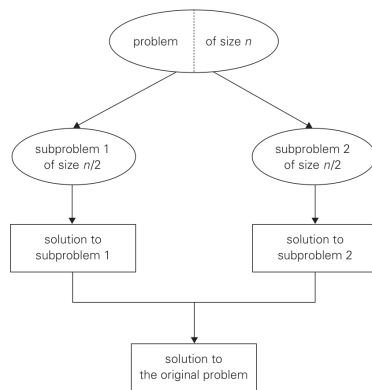 problem of size n
subproblem 1
of size n/2
subproblem 2
of size n/2
solution to
subproblem 1
solution to
subproblem 2
solution to
the original problem